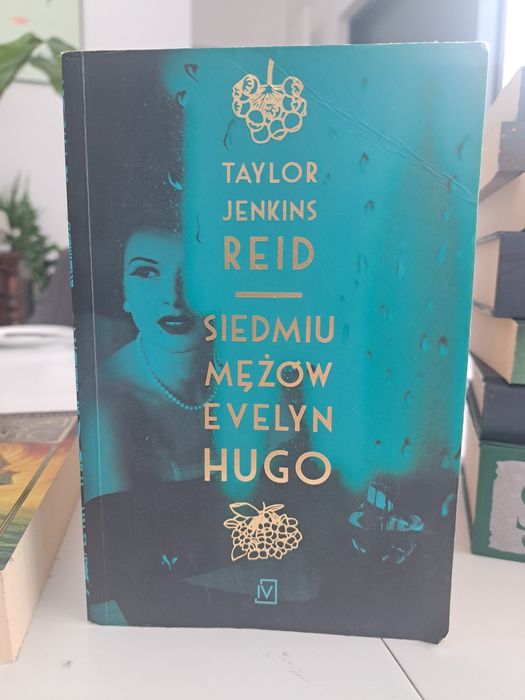 TAYLOR
JENKINS
REID
SIEDMIU
MĘŻÓW
EVELYN
HUGO